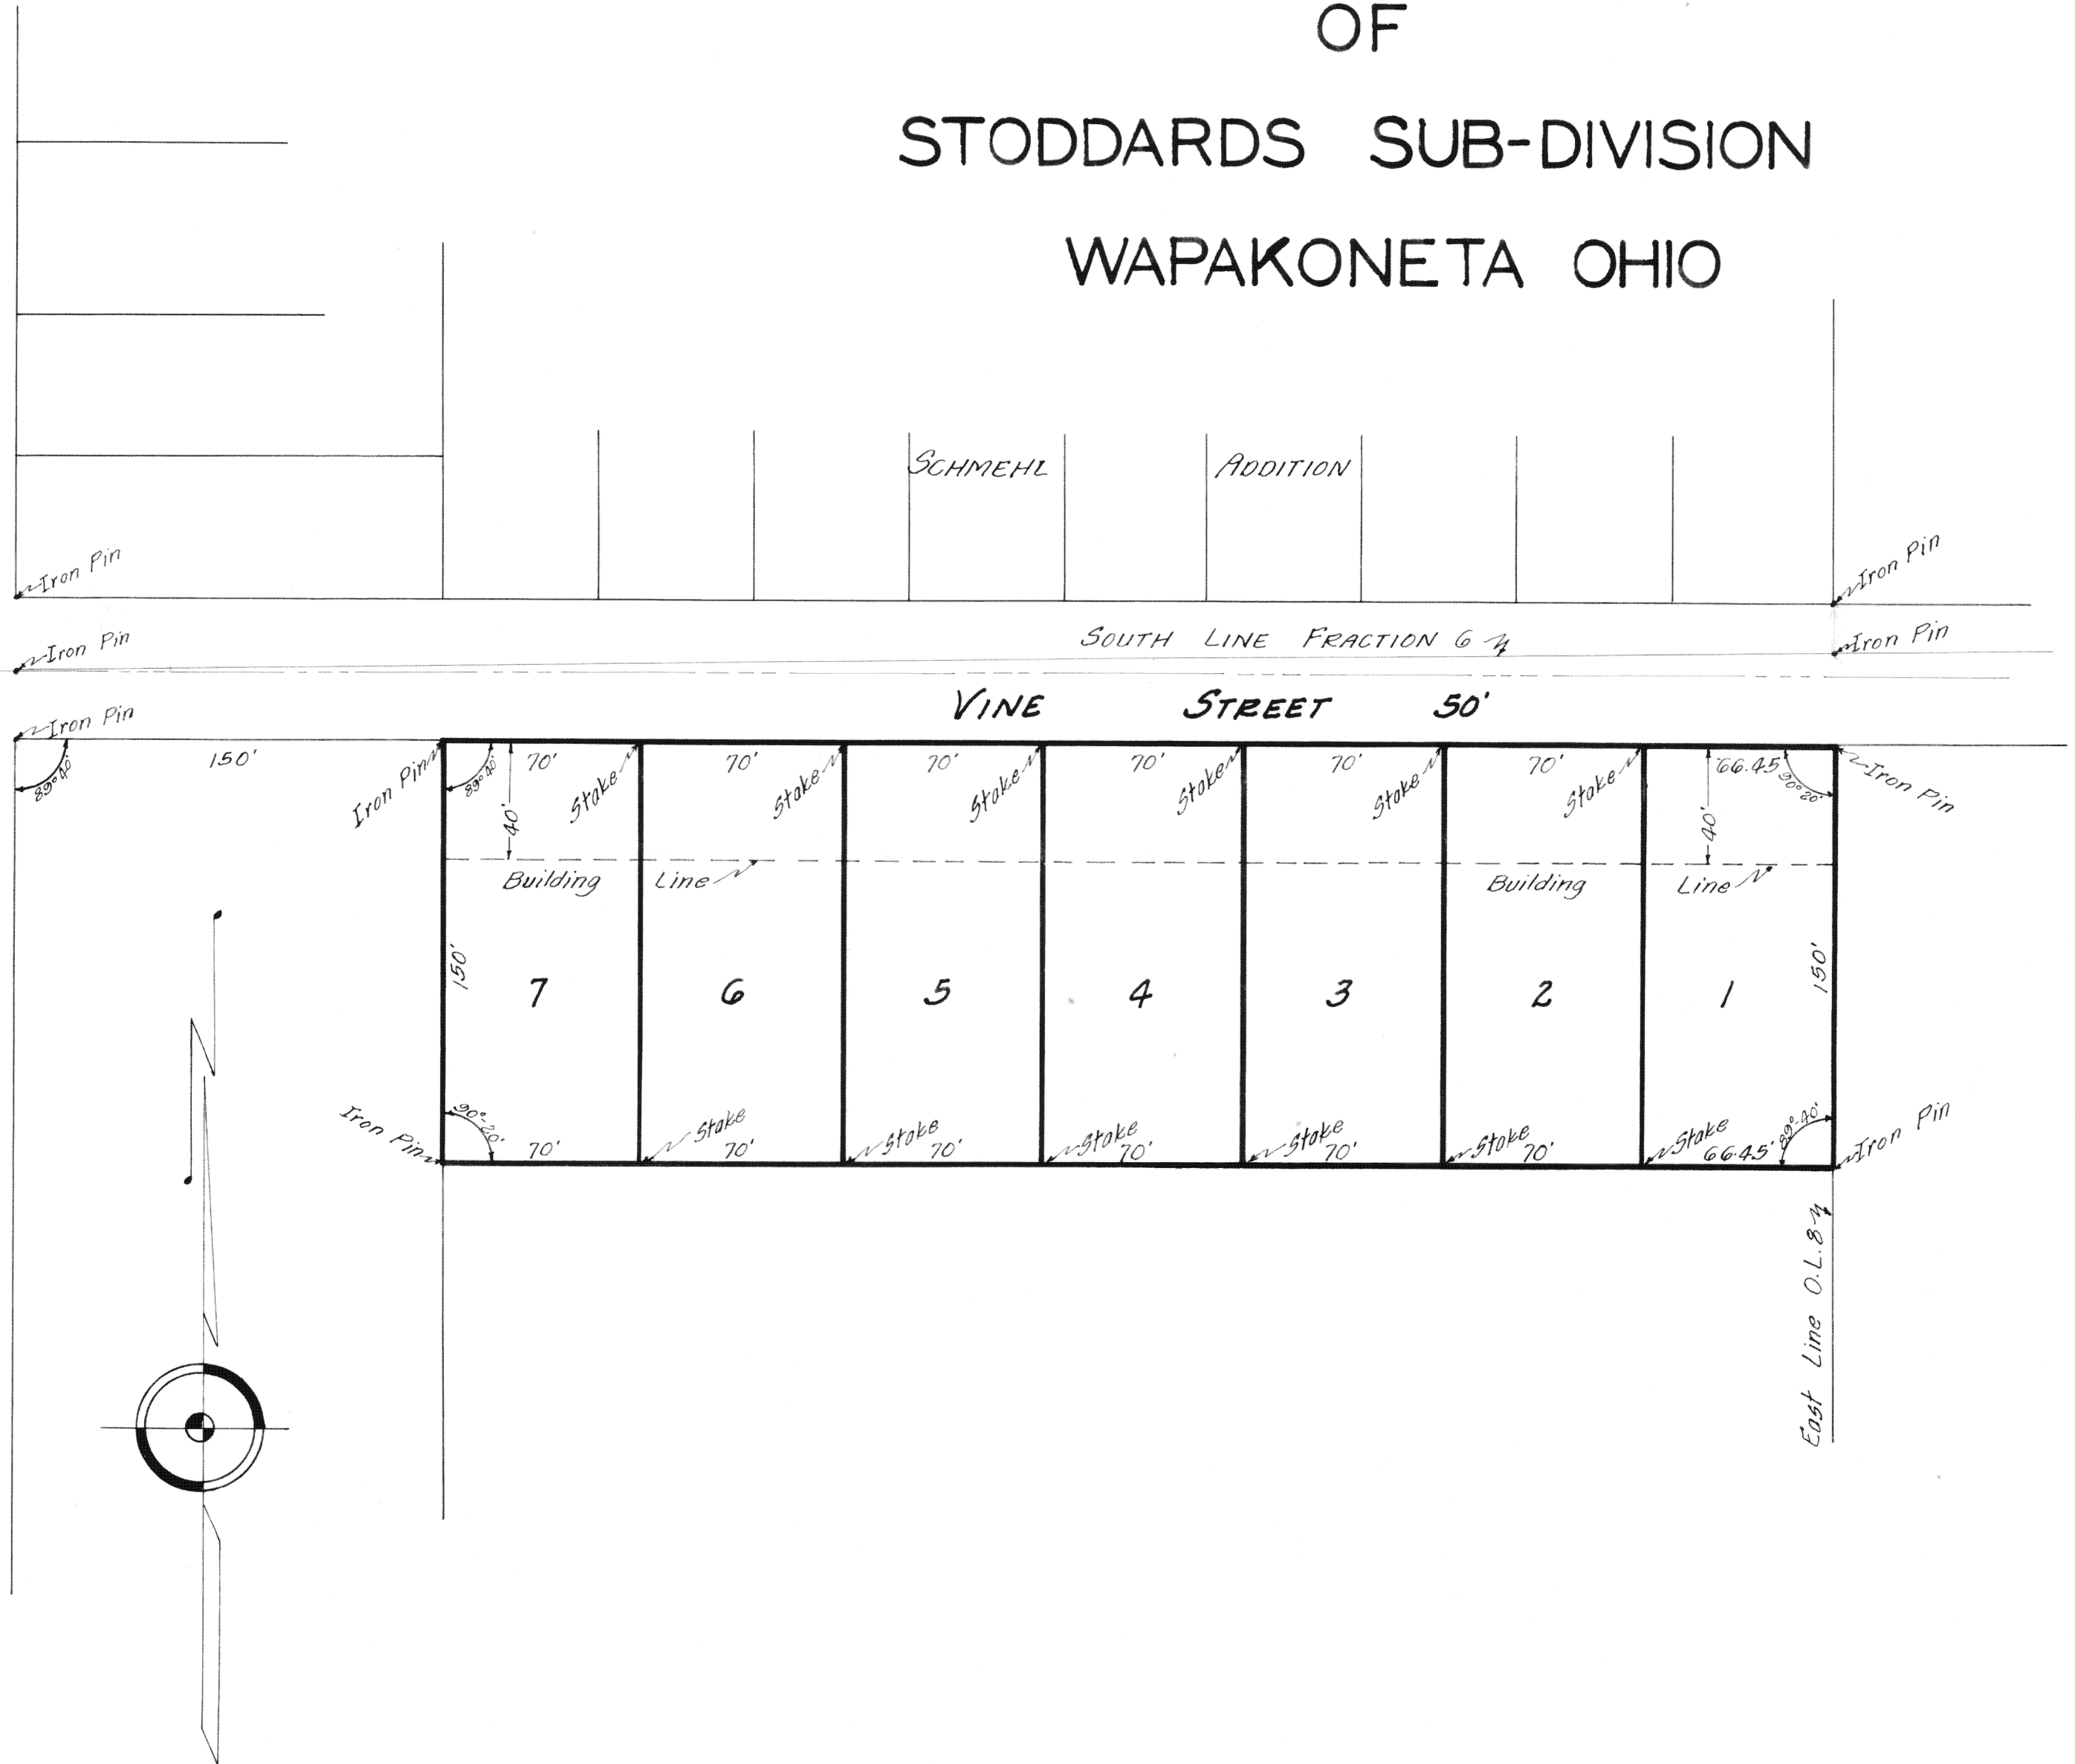 OF
STODDARDS SUB-DIVISION
WAPAKONETA OHIO
SCHMEHL ADDITION
Iron Pin
Iron Pin
SOUTH LINE FRACTION 6
Iron Pin
Iron Pin
VINE STREET 50'
Iron Pin
89°40'
150'
Iron Pin
89°40'
70'
Stake
70'
Stake
70'
Stake
70'
Stake
70'
Stake
70'
Stake
66.45
90°20'
Iron Pin
40'
40'
Building Line
Building Line
150'
7 6 5 4 3 2 1
150'
Iron Pin
90°-20'
70'
Stake
70'
Stake
70'
Stake
70'
Stake
70'
Stake
70'
Stake
66.45'
89°-40'
Iron Pin
East Line O.L.8